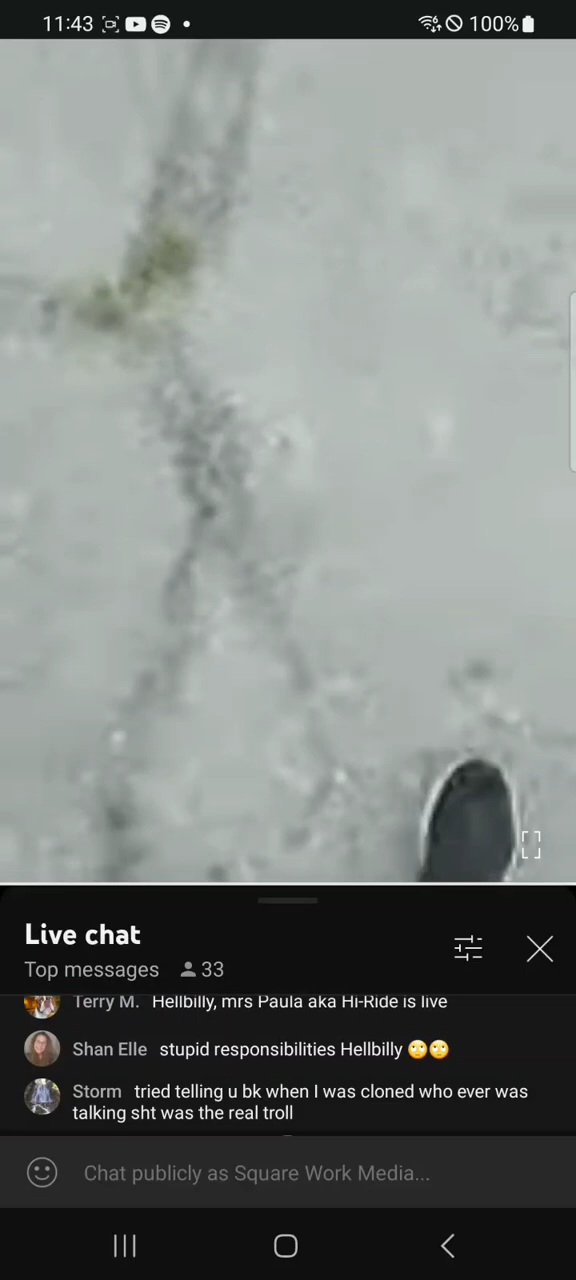 11:43 100%
Live chat
Top messages 33
Terry M. Hellbilly, mrs Paula aka Hi-Ride is live
Shan Elle stupid responsibilities Hellbilly 🙄🙄
Storm tried telling u bk when I was cloned who ever was
talking sht was the real troll
Chat publicly as Square Work Media...